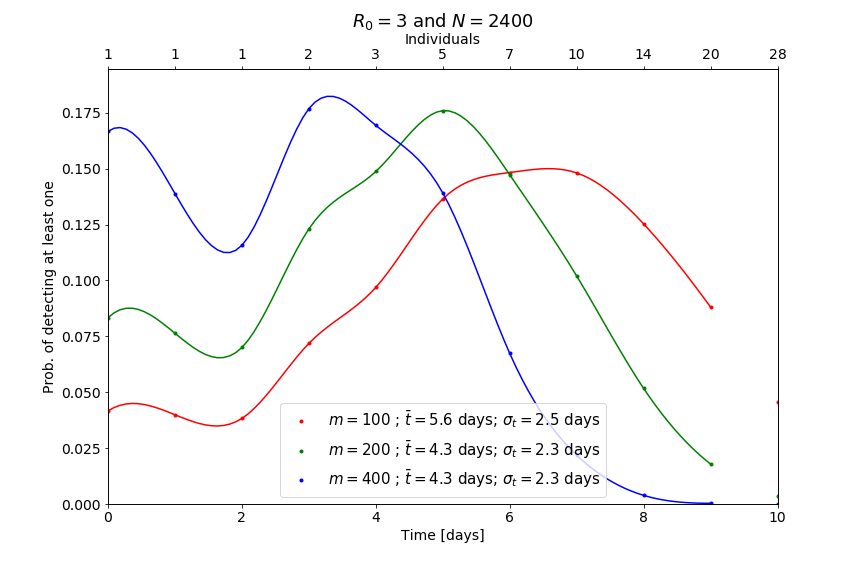 R₀ = 3 and N = 2400
Individuals
1 1 1 2 3 5 7 10 14 20 28
Prob. of detecting at least one
0.175
0.150
0.125
0.100
0.075
0.050
0.025
0.000
m = 100 ; t̄ = 5.6 days; σₜ = 2.5 days
m = 200 ; t̄ = 4.3 days; σₜ = 2.3 days
m = 400 ; t̄ = 4.3 days; σₜ = 2.3 days
0 2 4 6 8 10
Time [days]